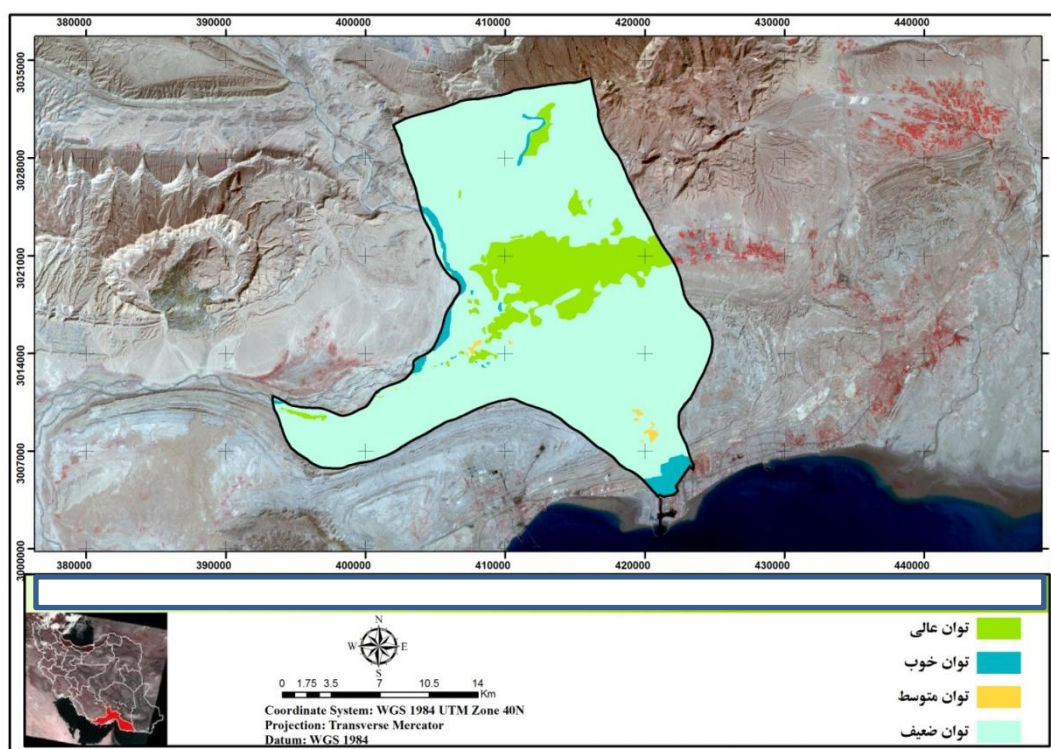 380000 390000 400000 410000 420000 430000 440000
3035000
3028000
3021000
3014000
3007000
3000000
380000 390000 400000 410000 420000 430000 440000
N
W E
S
0 1.75 3.5 7 10.5 14
Km
Coordinate System: WGS 1984 UTM Zone 40N
Projection: Transverse Mercator
Datum: WGS 1984
توان عالی
توان خوب
توان متوسط
توان ضعیف